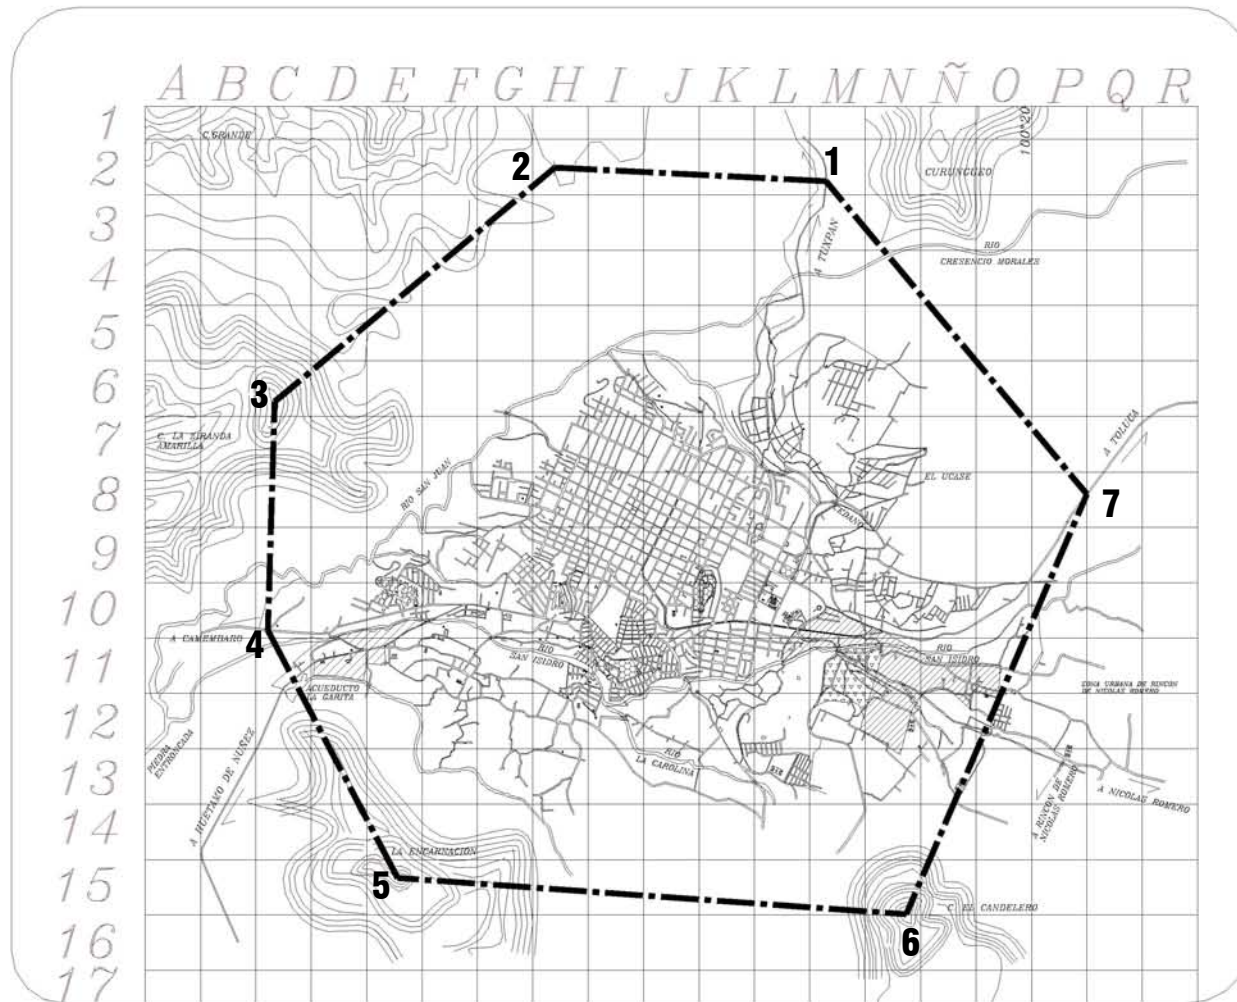 A B C D E F G H I J K L M N Ñ O P Q R
1
2
3
4
5
6
7
8
9
10
11
12
13
14
15
16
17
C. GRANDE
100°20'
2
1
CURUNGUEO
A TUXPAN
RIO
CRESENCIO MORALES
3
C. LA
AMARILLA
A TOLUCA
RIO SAN JUAN
EL UCASE
7
A CAMEMBARO
4
RIO
SAN ISIDRO
RIO
SAN ISIDRO
ACUEDUCTO
LA GARITA
ZONA URBANA DE RINCON
DE NICOLAS ROMERO
PIEDRA
ENTRONCADA
A HUETAMO DE NUÑEZ
RIO
LA CAROLINA
A RINCON DE
NICOLAS ROMERO
A NICOLAS ROMERO
LA ENCARNACION
5
C. EL CANDELERO
6